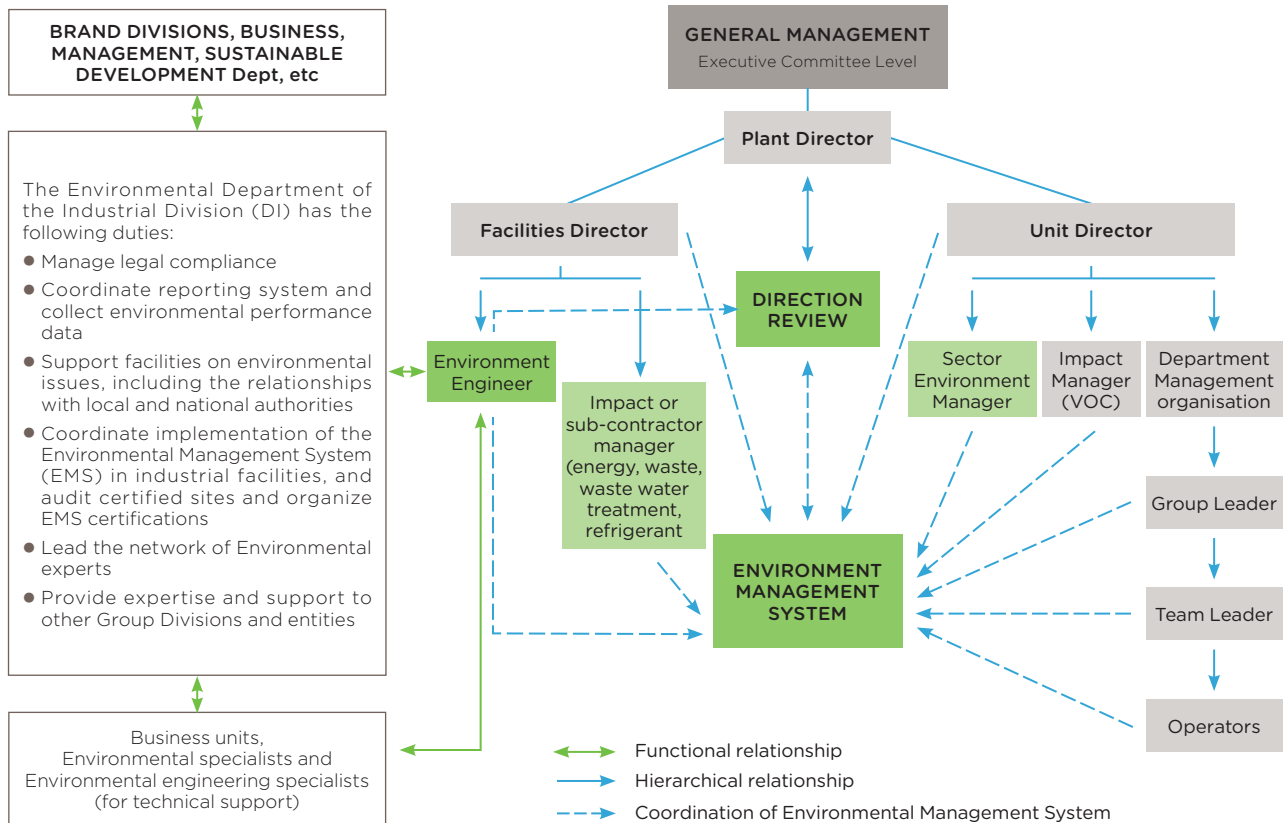 BRAND DIVISIONS, BUSINESS,
MANAGEMENT, SUSTAINABLE
DEVELOPMENT Dept, etc
The Environmental Department of
the Industrial Division (DI) has the
following duties:
● Manage legal compliance
● Coordinate reporting system and
collect environmental performance
data
● Support facilities on environmental
issues, including the relationships
with local and national authorities
● Coordinate implementation of the
Environmental Management System
(EMS) in industrial facilities, and
audit certified sites and organize
EMS certifications
● Lead the network of Environmental
experts
● Provide expertise and support to
other Group Divisions and entities
Business units,
Environmental specialists and
Environmental engineering specialists
(for technical support)
GENERAL MANAGEMENT
Executive Committee Level
Plant Director
Facilities Director
Unit Director
DIRECTION
REVIEW
Environment
Engineer
Impact or
sub-contractor
manager
(energy, waste,
waste water
treatment,
refrigerant
Sector
Environment
Manager
Impact
Manager
(VOC)
Department
Management
organisation
Group Leader
Team Leader
Operators
ENVIRONMENT
MANAGEMENT
SYSTEM
Functional relationship
Hierarchical relationship
Coordination of Environmental Management System